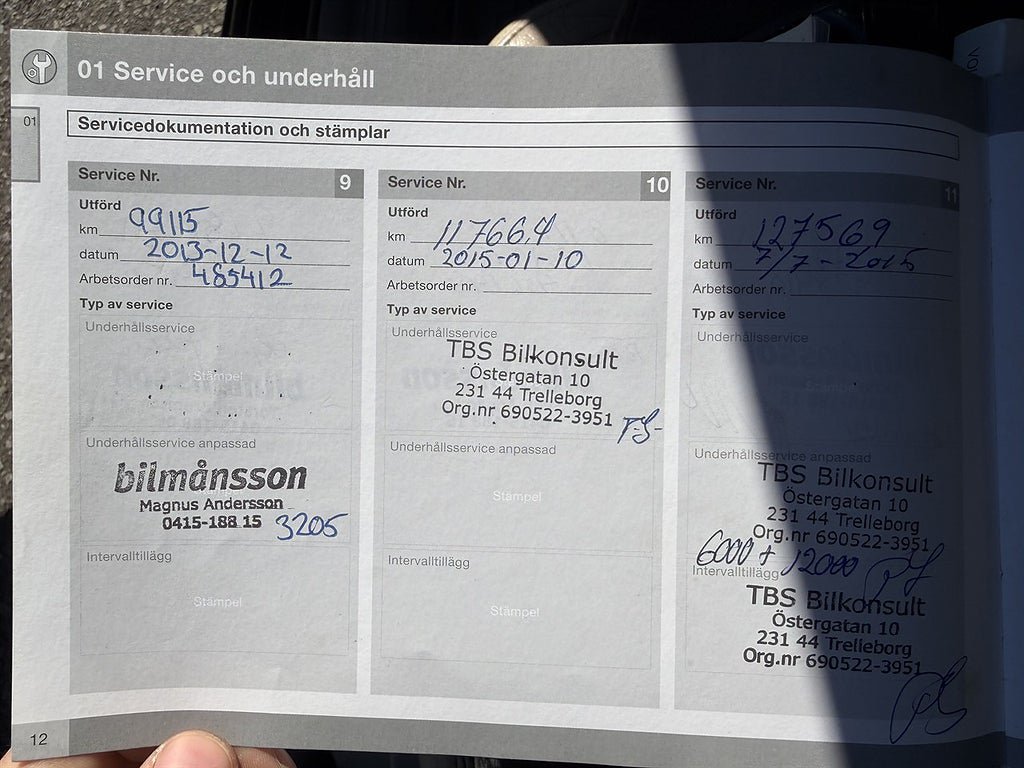 01 Service och underhåll
01
Servicedokumentation och stämplar
Service Nr. 9
Utförd
km 99115
datum 2013-12-12
Arbetsorder nr. 485412
Typ av service
Underhållsservice
Stämpel
Underhållsservice anpassad
bilmånsson
Magnus Andersson
0415-188 15 3205
Intervalltillägg
Stämpel
Service Nr. 10
Utförd
km 117664
datum 2015-01-10
Arbetsorder nr.
Typ av service
Underhållsservice
TBS Bilkonsult
Östergatan 10
231 44 Trelleborg
Org.nr 690522-3951
Underhållsservice anpassad
Stämpel
Intervalltillägg
Stämpel
Service Nr. 11
Utförd
km 127569
datum 7/7-2015
Arbetsorder nr.
Typ av service
Underhållsservice
Stämpel
Underhållsservice anpassad
TBS Bilkonsult
Östergatan 10
231 44 Trelleborg
Org.nr 690522-3951
6000 + 12000
Intervalltillägg
TBS Bilkonsult
Östergatan 10
231 44 Trelleborg
Org.nr 690522-3951
12